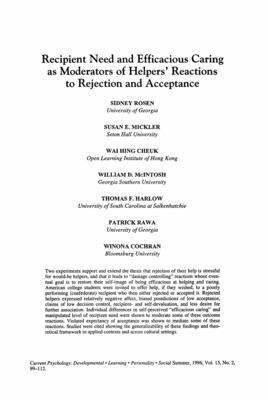 Recipient Need and Efficacious Caring
as Moderators of Helpers' Reactions
to Rejection and Acceptance
SIDNEY ROSEN
University of Georgia
SUSAN E. MICKLER
Seton Hall University
WAI HING CHEUK
Open Learning Institute of Hong Kong
WILLIAM D. McINTOSH
Georgia Southern University
THOMAS F. HARLOW
University of South Carolina at Salkenhatchie
PATRICK RAWA
University of Georgia
WINONA COCHRAN
Bloomsburg University
Two experiments support and extend the thesis that rejection of their help is stressful
for would-be helpers, and that it leads to "damage controlling" reactions whose even-
tual goal is to restore their self-image of being efficacious at helping and caring.
American college students were invited to offer help, if they wished, to a poorly
performing (confederate) recipient who then either rejected or accepted it. Rejected
helpers expressed relatively negative affect, biased postdictions of low acceptance,
claims of low decision control, recipient- and self-devaluation, and less desire for
further association. Individual differences in self-perceived "efficacious caring" and
manipulated level of recipient need were shown to moderate some of these outcome
reactions. Violated expectancy of acceptance was shown to mediate some of these
reactions. Studies were cited showing the generalizability of these findings and theo-
retical framework to applied contexts and across cultural settings.
Current Psychology: Developmental • Learning • Personality • Social Summer, 1996, Vol. 15, No. 2,
99–112.